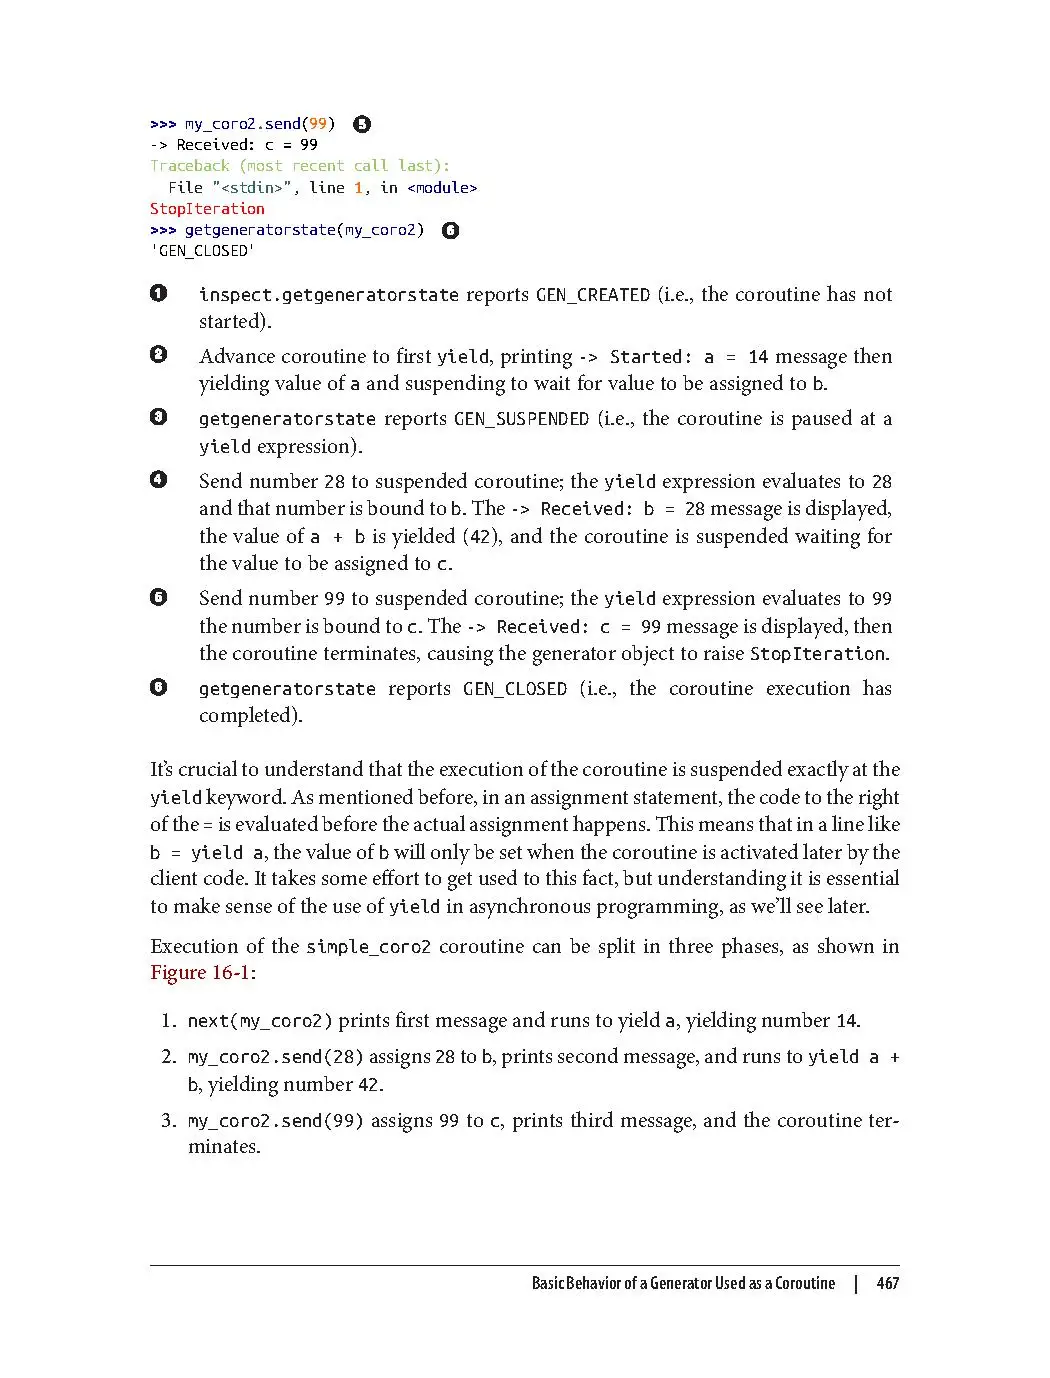 >>> my_coro2.send(99) ❺
-> Received: c = 99
Traceback (most recent call last):
  File "<stdin>", line 1, in <module>
StopIteration
>>> getgeneratorstate(my_coro2) ❻
'GEN_CLOSED'
❶ inspect.getgeneratorstate reports GEN_CREATED (i.e., the coroutine has not
started).
❷ Advance coroutine to first yield, printing -> Started: a = 14 message then
yielding value of a and suspending to wait for value to be assigned to b.
❸ getgeneratorstate reports GEN_SUSPENDED (i.e., the coroutine is paused at a
yield expression).
❹ Send number 28 to suspended coroutine; the yield expression evaluates to 28
and that number is bound to b. The -> Received: b = 28 message is displayed,
the value of a + b is yielded (42), and the coroutine is suspended waiting for
the value to be assigned to c.
❺ Send number 99 to suspended coroutine; the yield expression evaluates to 99
the number is bound to c. The -> Received: c = 99 message is displayed, then
the coroutine terminates, causing the generator object to raise StopIteration.
❻ getgeneratorstate reports GEN_CLOSED (i.e., the coroutine execution has
completed).
It’s crucial to understand that the execution of the coroutine is suspended exactly at the
yield keyword. As mentioned before, in an assignment statement, the code to the right
of the = is evaluated before the actual assignment happens. This means that in a line like
b = yield a, the value of b will only be set when the coroutine is activated later by the
client code. It takes some effort to get used to this fact, but understanding it is essential
to make sense of the use of yield in asynchronous programming, as we’ll see later.
Execution of the simple_coro2 coroutine can be split in three phases, as shown in
Figure 16-1:
1. next(my_coro2) prints first message and runs to yield a, yielding number 14.
2. my_coro2.send(28) assigns 28 to b, prints second message, and runs to yield a +
b, yielding number 42.
3. my_coro2.send(99) assigns 99 to c, prints third message, and the coroutine ter-
minates.
Basic Behavior of a Generator Used as a Coroutine | 467